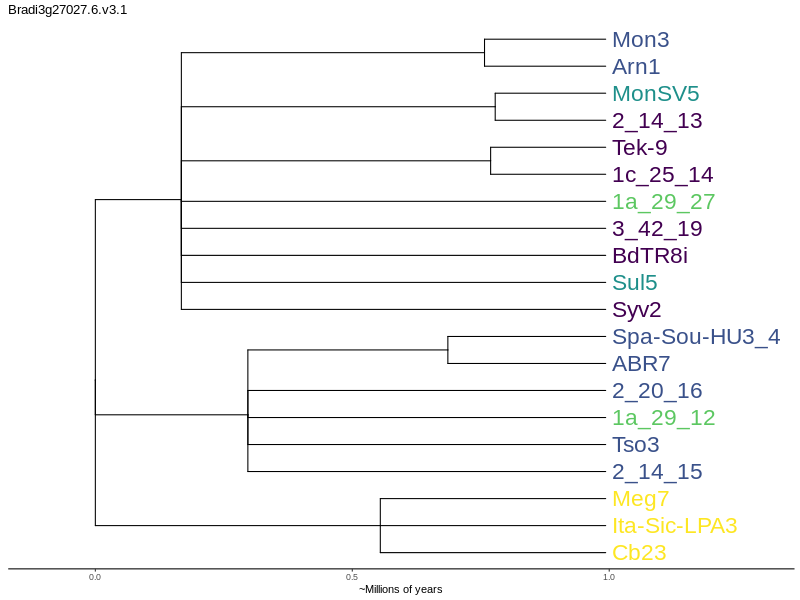 Bradi3g27027.6.v3.1
Mon3
Arn1
MonSV5
2_14_13
Tek-9
1c_25_14
1a_29_27
3_42_19
BdTR8i
Sul5
Syv2
Spa-Sou-HU3_4
ABR7
2_20_16
1a_29_12
Tso3
2_14_15
Meg7
Ita-Sic-LPA3
Cb23
0.0 0.5 1.0
~Millions of years